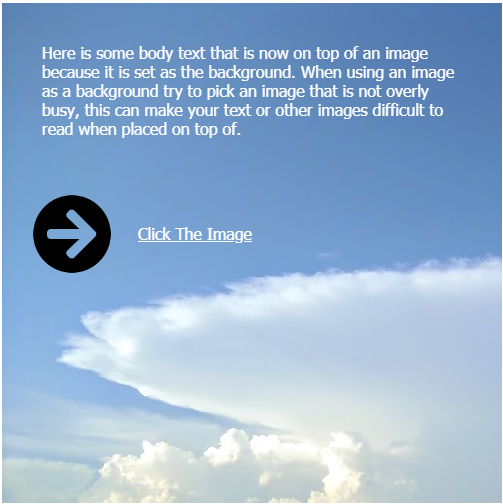 Here is some body text that is now on top of an image
because it is set as the background. When using an image
as a background try to pick an image that is not overly
busy, this can make your text or other images difficult to
read when placed on top of.
Click The Image